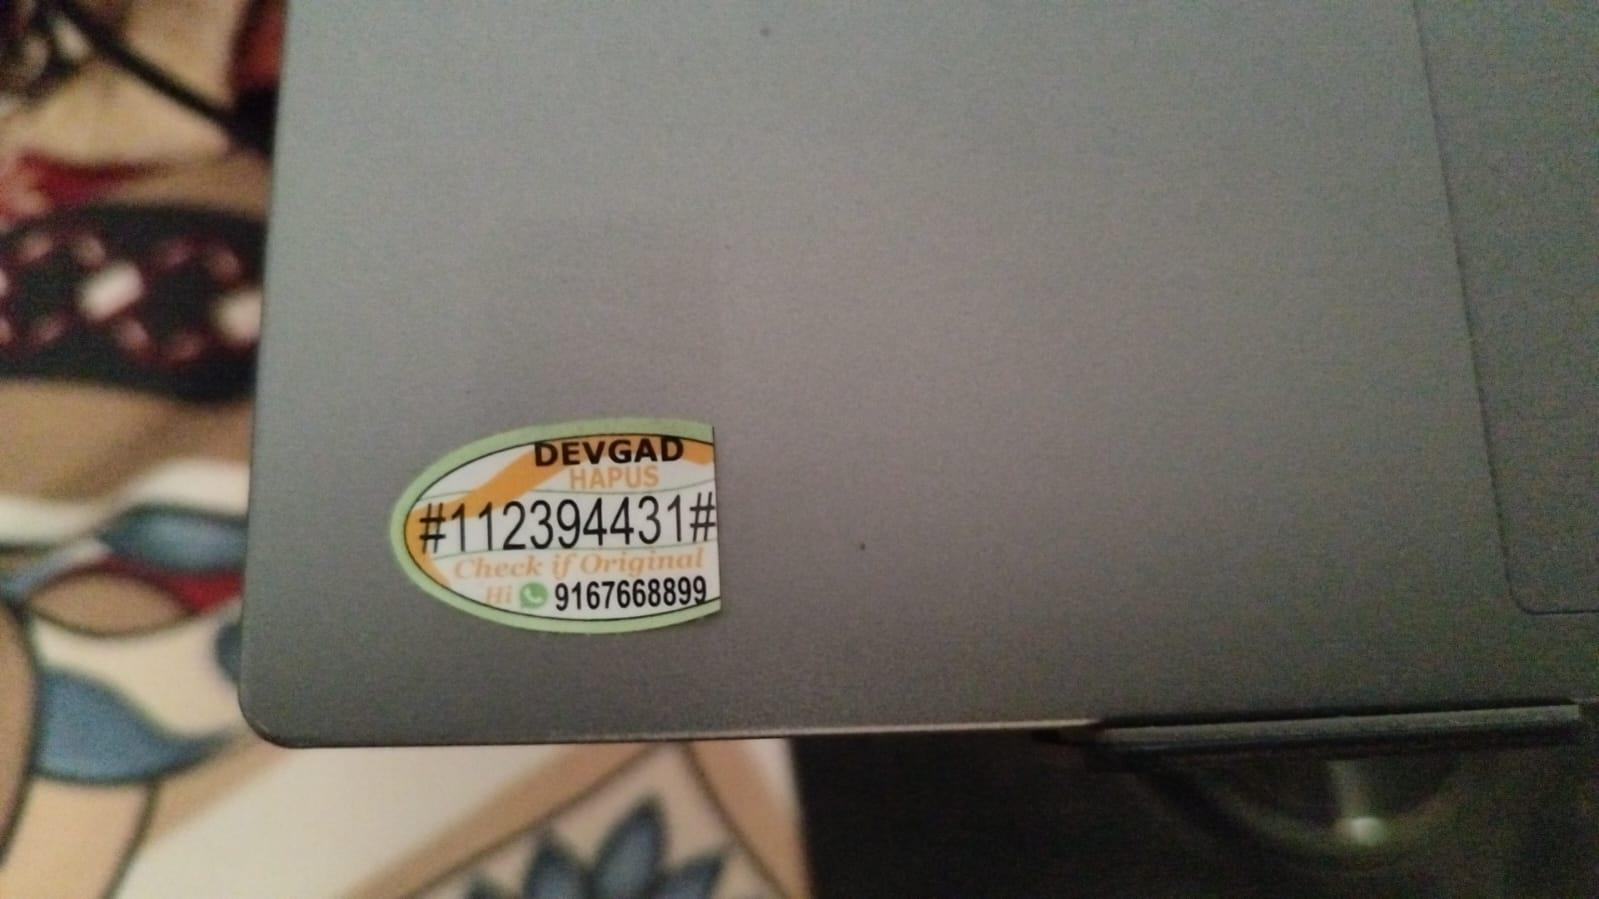 DEVGAD
HAPUS
#112394431#
Check if Original
Hi 9167668899